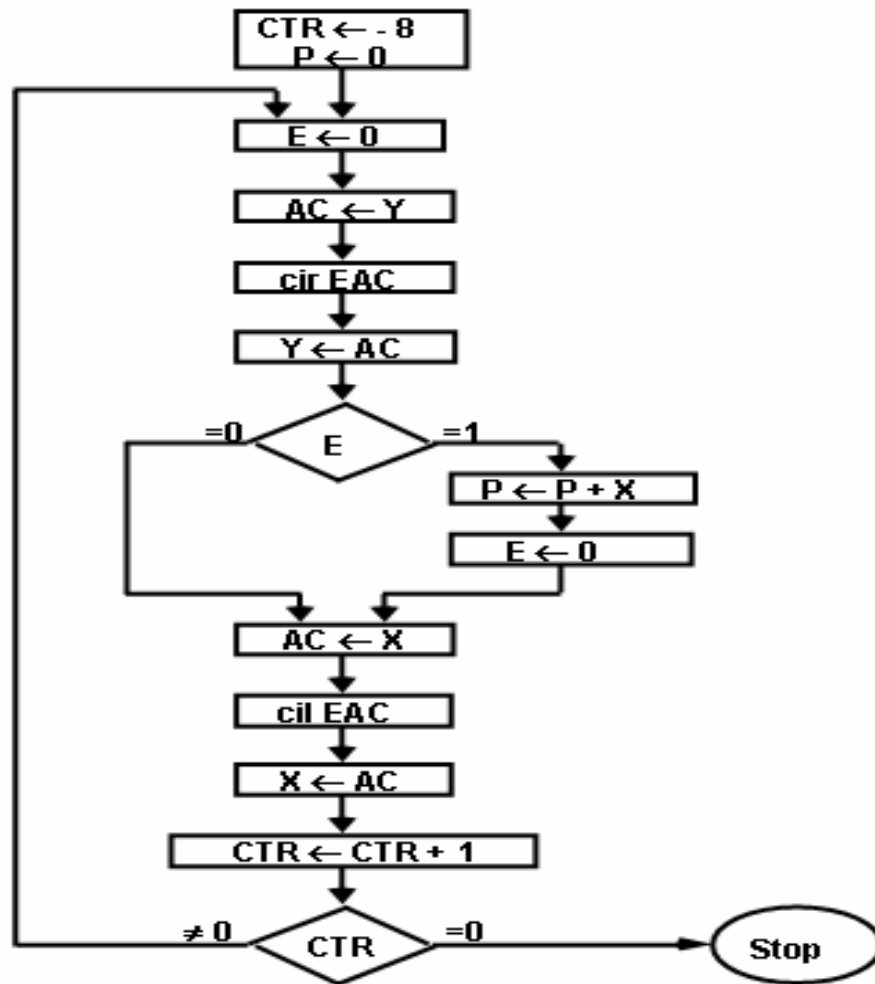 CTR ← - 8
P ← 0
E ← 0
AC ← Y
cir EAC
Y ← AC
=0
E
=1
P ← P + X
E ← 0
AC ← X
cil EAC
X ← AC
CTR ← CTR + 1
≠ 0
CTR
=0
Stop